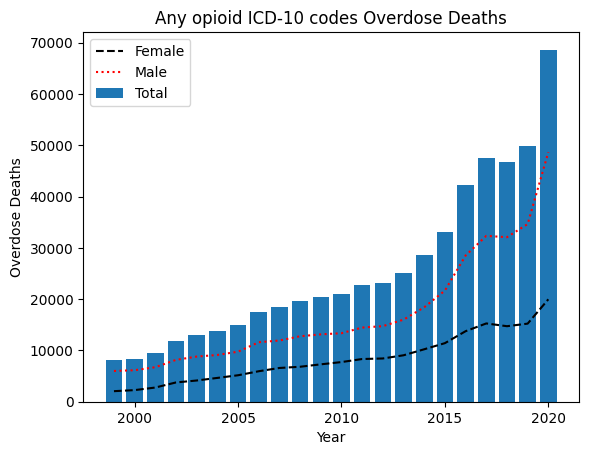 Any opioid ICD-10 codes Overdose Deaths
Female
Male
Total
70000
60000
50000
40000
30000
20000
10000
0
Overdose Deaths
2000
2005
2010
2015
2020
Year